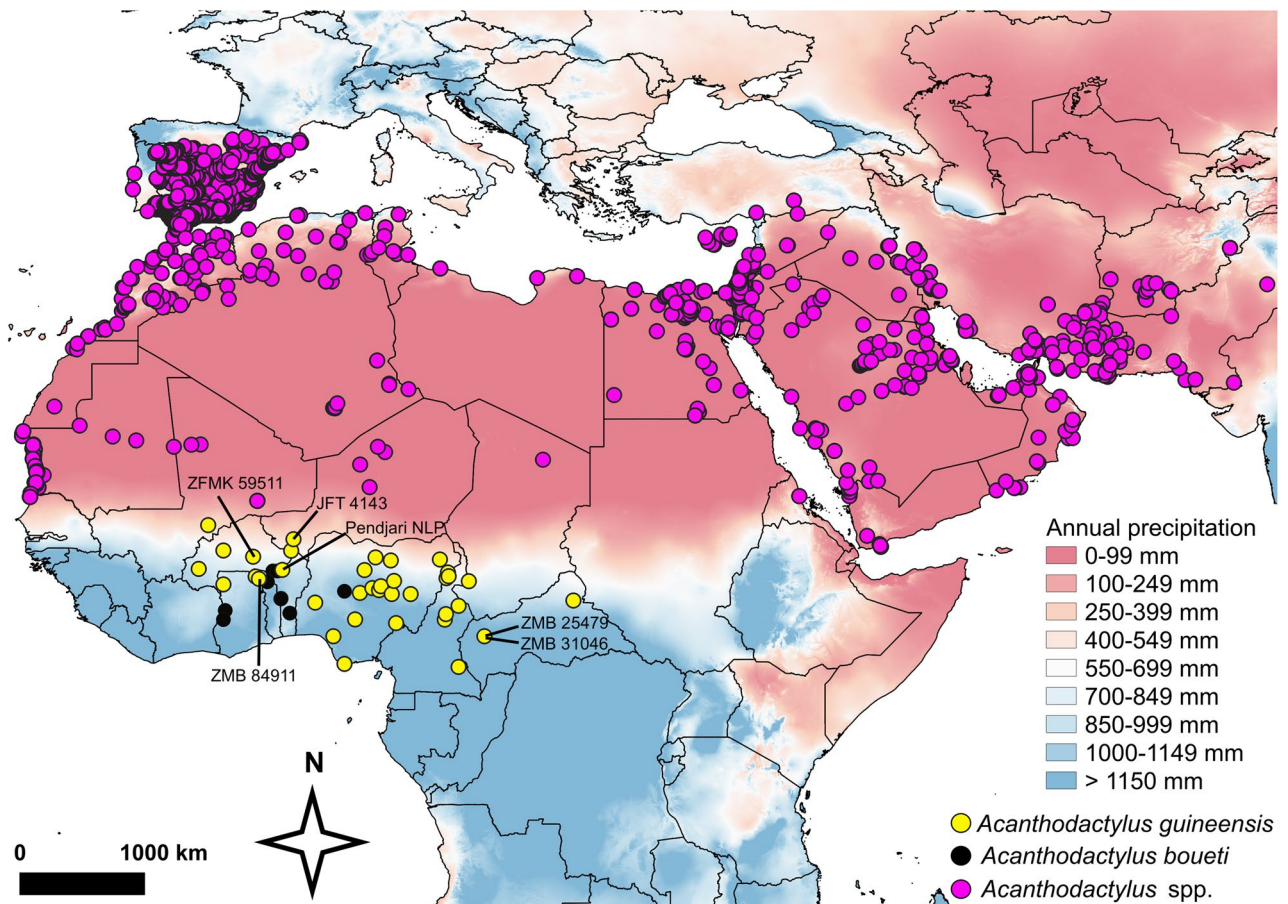 ZFMK 59511
JFT 4143
Pendjari NLP
ZMB 25479
ZMB 31046
ZMB 84911
N
0 1000 km
Annual precipitation
0-99 mm
100-249 mm
250-399 mm
400-549 mm
550-699 mm
700-849 mm
850-999 mm
1000-1149 mm
> 1150 mm
Acanthodactylus guineensis
Acanthodactylus boueti
Acanthodactylus spp.